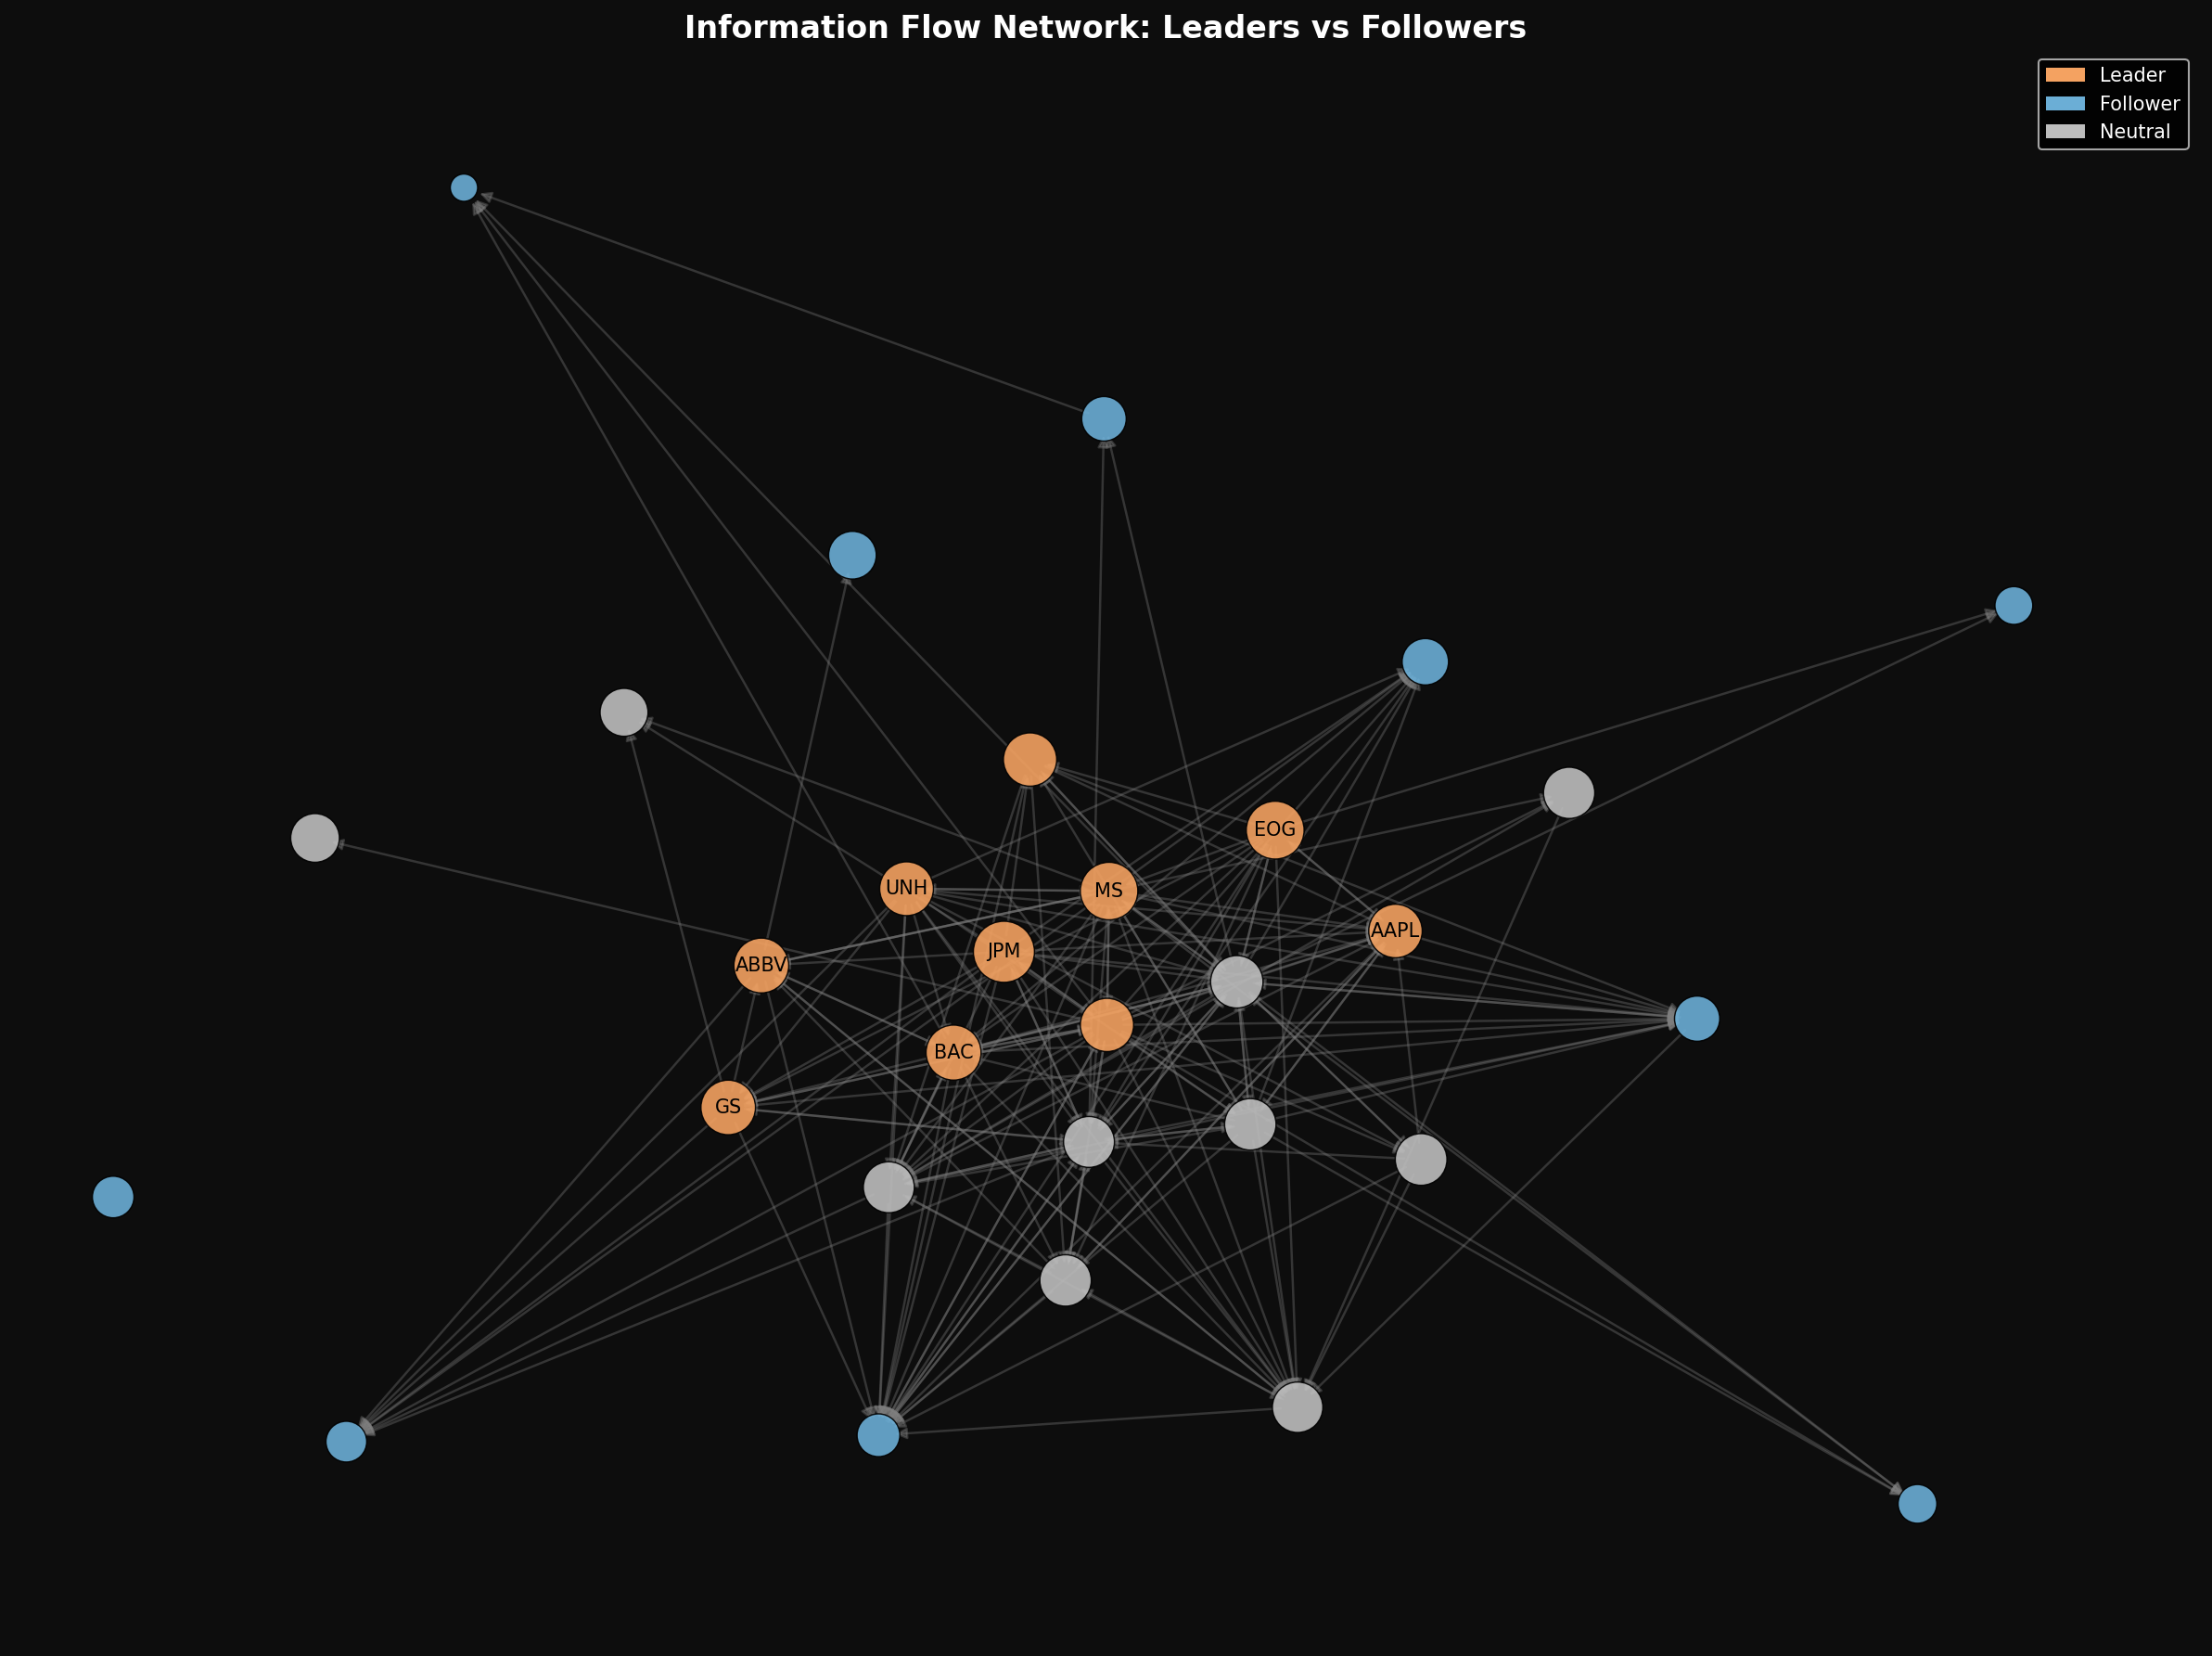 Information Flow Network: Leaders vs Followers
Leader
Follower
Neutral
EOG
UNH
MS
AAPL
JPM
ABBV
BAC
GS